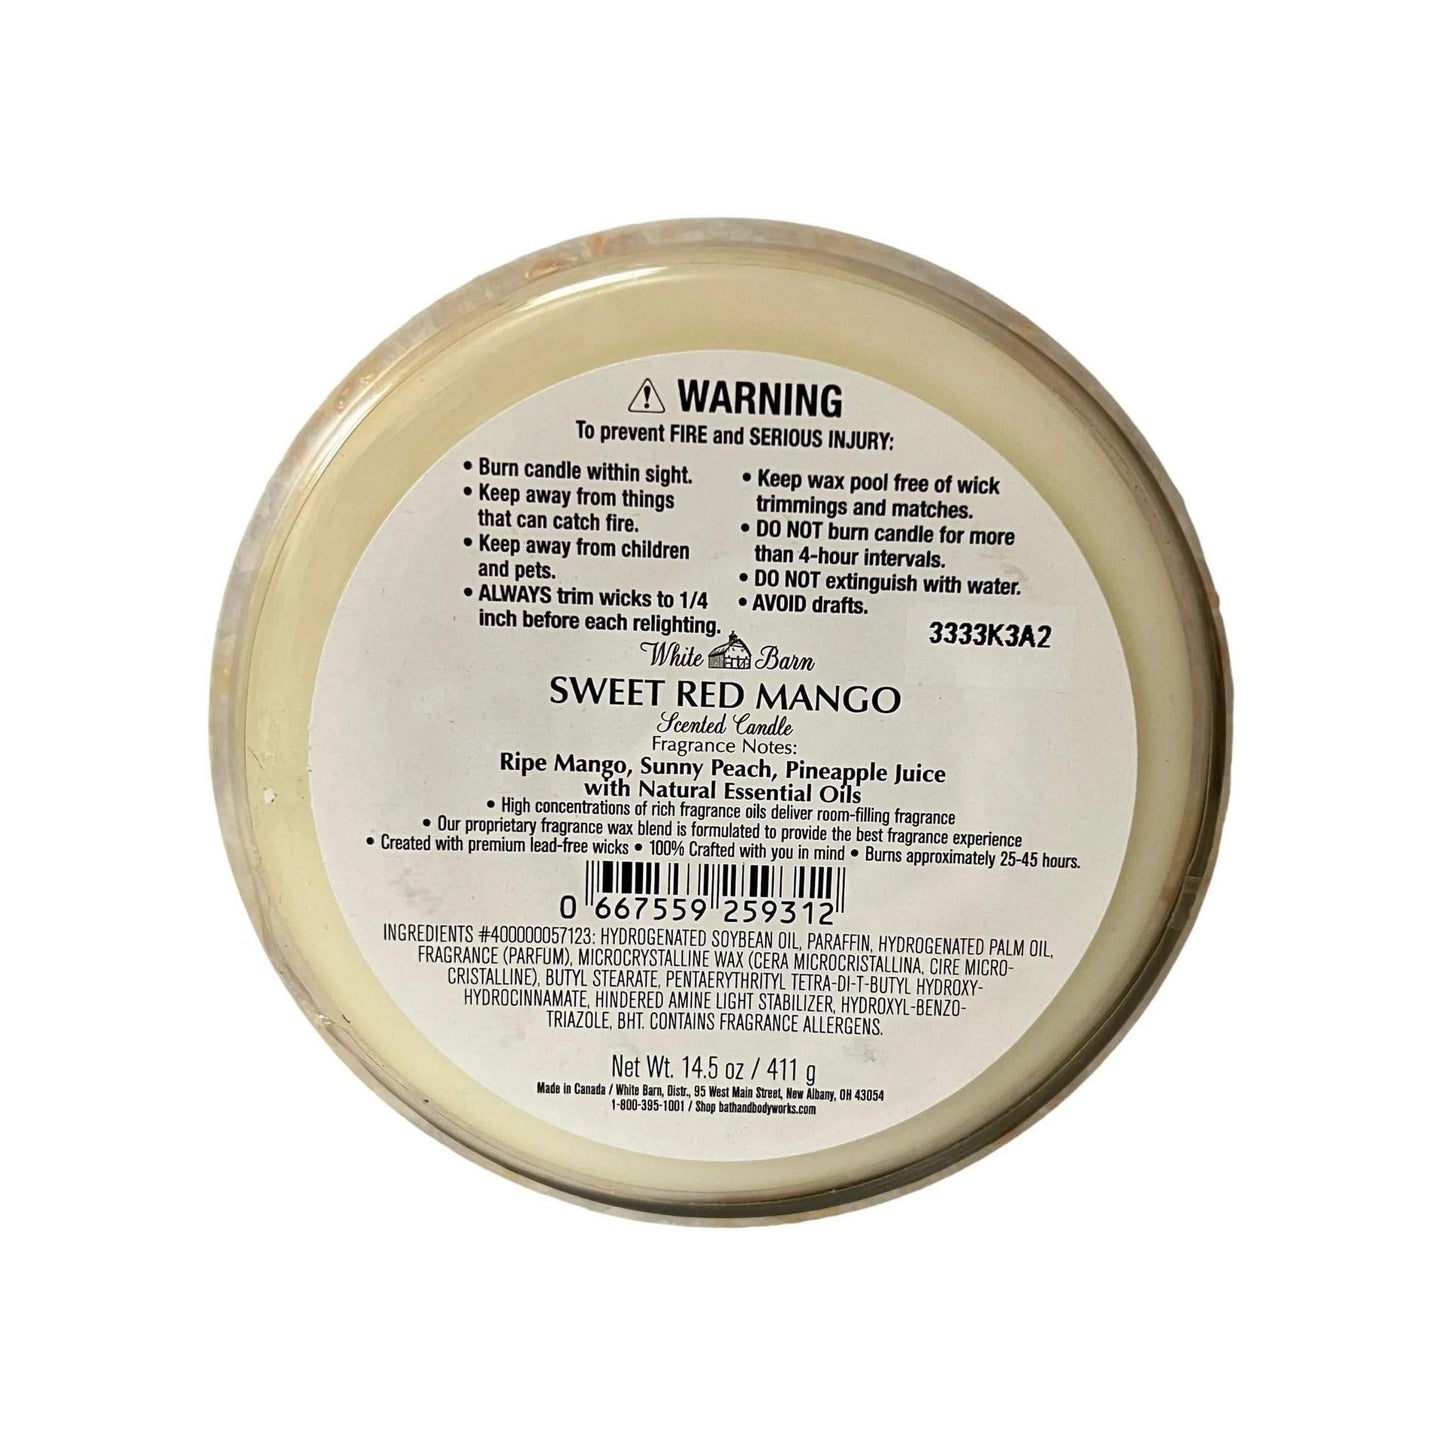 ⚠ WARNING
To prevent FIRE and SERIOUS INJURY:
• Burn candle within sight.
• Keep away from things
that can catch fire.
• Keep away from children
and pets.
• ALWAYS trim wicks to 1/4
inch before each relighting.
• Keep wax pool free of wick
trimmings and matches.
• DO NOT burn candle for more
than 4-hour intervals.
• DO NOT extinguish with water.
• AVOID drafts.
3333K3A2
White Barn
SWEET RED MANGO
Scented Candle
Fragrance Notes:
Ripe Mango, Sunny Peach, Pineapple Juice
with Natural Essential Oils
• High concentrations of rich fragrance oils deliver room-filling fragrance
• Our proprietary fragrance wax blend is formulated to provide the best fragrance experience
• Created with premium lead-free wicks • 100% Crafted with you in mind • Burns approximately 25-45 hours.
0 667559 259312
INGREDIENTS #400000057123: HYDROGENATED SOYBEAN OIL, PARAFFIN, HYDROGENATED PALM OIL,
FRAGRANCE (PARFUM), MICROCRYSTALLINE WAX (CERA MICROCRISTALLINA, CIRE MICRO-
CRISTALLINE), BUTYL STEARATE, PENTAERYTHRITYL TETRA-DI-T-BUTYL HYDROXY-
HYDROCINNAMATE, HINDERED AMINE LIGHT STABILIZER, HYDROXYL-BENZO-
TRIAZOLE, BHT. CONTAINS FRAGRANCE ALLERGENS.
Net Wt. 14.5 oz / 411 g
Made in Canada / White Barn, Distr., 95 West Main Street, New Albany, OH 43054
1-800-395-1001 / Shop bathandbodyworks.com